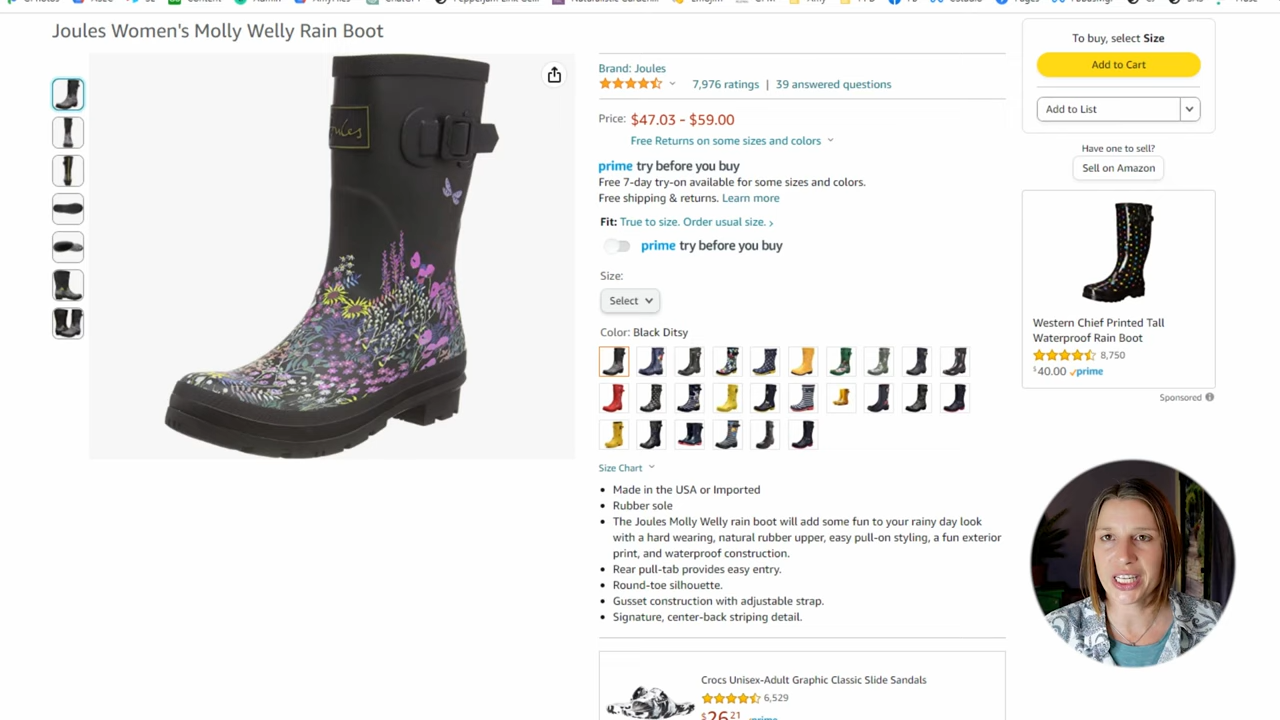 Joules Women's Molly Welly Rain Boot
Joules
Brand: Joules
7,976 ratings | 39 answered questions
Price: $47.03 - $59.00
Free Returns on some sizes and colors
prime try before you buy
Free 7-day try-on available for some sizes and colors.
Free shipping & returns. Learn more
Fit: True to size. Order usual size. ›
prime try before you buy
Size:
Select
Color: Black Ditsy
Size Chart
• Made in the USA or Imported
• Rubber sole
• The Joules Molly Welly rain boot will add some fun to your rainy day look
with a hard wearing, natural rubber upper, easy pull-on styling, a fun exterior
print, and waterproof construction.
• Rear pull-tab provides easy entry.
• Round-toe silhouette.
• Gusset construction with adjustable strap.
• Signature, center-back striping detail.
Crocs Unisex-Adult Graphic Classic Slide Sandals
6,529
$26.21 prime
To buy, select Size
Add to Cart
Add to List
Have one to sell?
Sell on Amazon
Western Chief Printed Tall
Waterproof Rain Boot
8,750
$40.00 prime
Sponsored